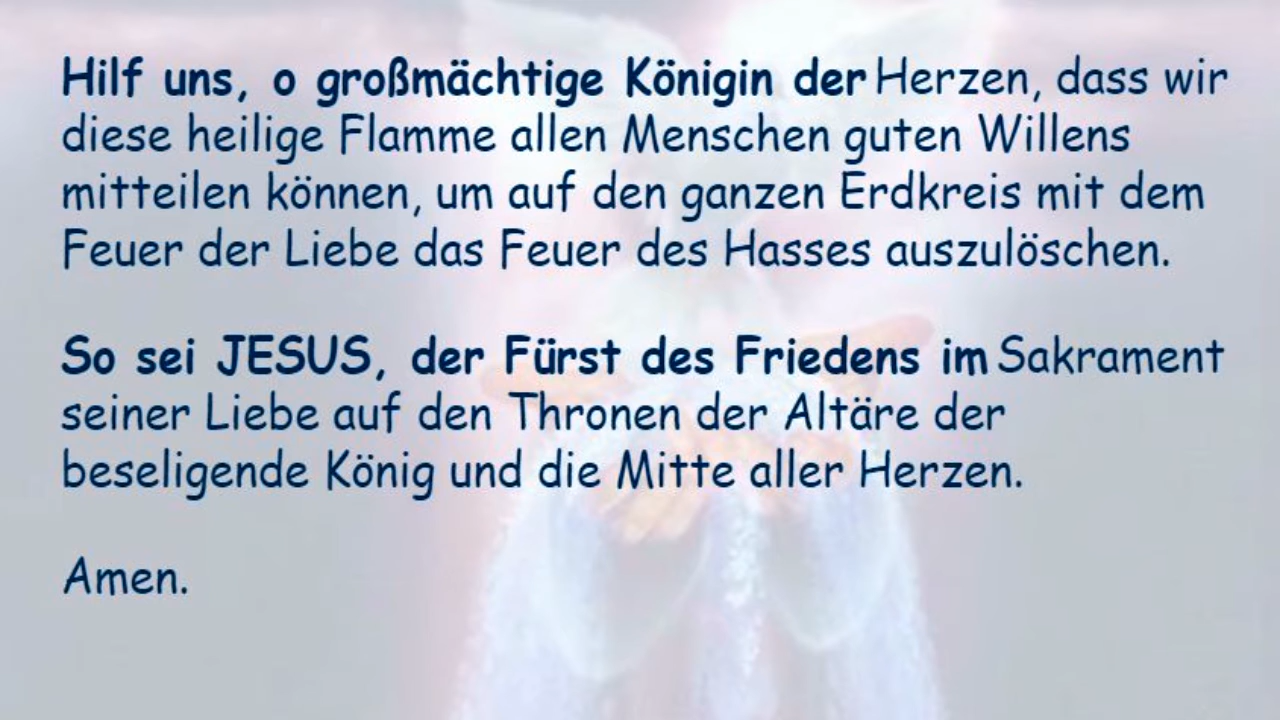 Hilf uns, o großmächtige Königin der Herzen, dass wir
diese heilige Flamme allen Menschen guten Willens
mitteilen können, um auf den ganzen Erdkreis mit dem
Feuer der Liebe das Feuer des Hasses auszulöschen.
So sei JESUS, der Fürst des Friedens im Sakrament
seiner Liebe auf den Thronen der Altäre der
beseligende König und die Mitte aller Herzen.
Amen.